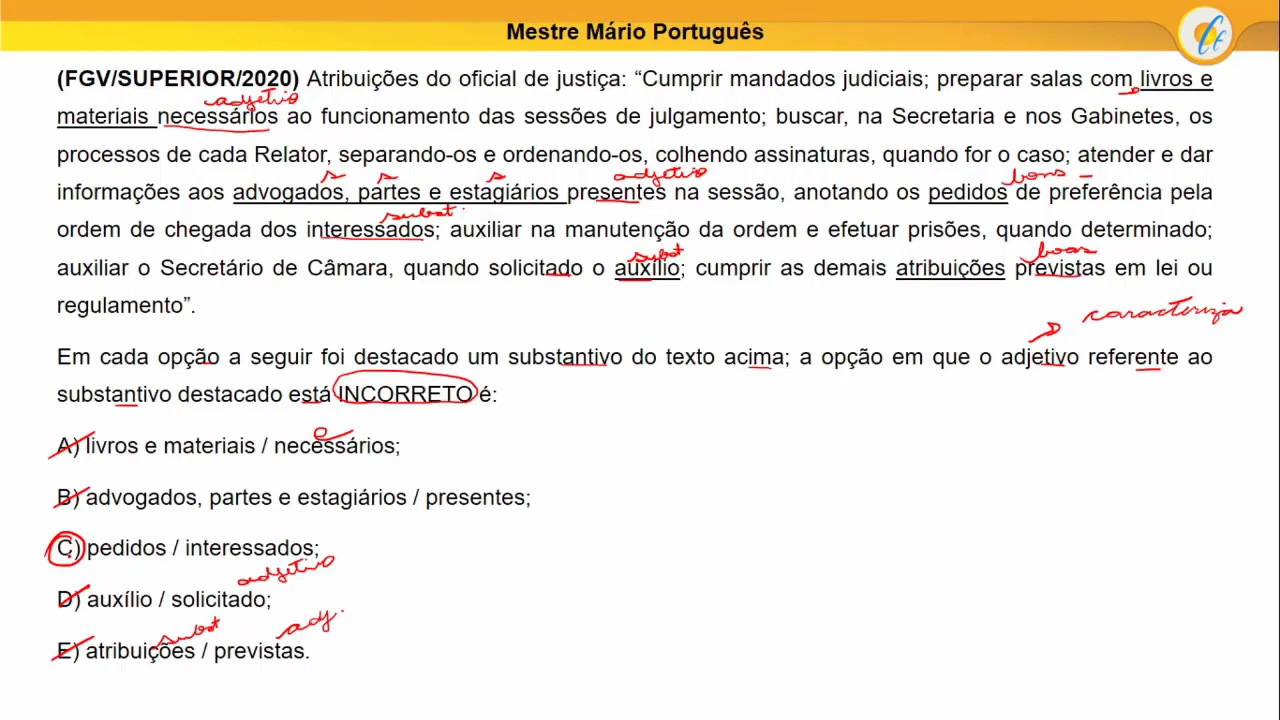 Mestre Mário Português
(FGV/SUPERIOR/2020) Atribuições do oficial de justiça: “Cumprir mandados judiciais; preparar salas com livros e
adjetivo
materiais necessários ao funcionamento das sessões de julgamento; buscar, na Secretaria e nos Gabinetes, os
processos de cada Relator, separando-os e ordenando-os, colhendo assinaturas, quando for o caso; atender e dar
s s s adjetivo bons
informações aos advogados, partes e estagiários presentes na sessão, anotando os pedidos de preferência pela
subst.
ordem de chegada dos interessados; auxiliar na manutenção da ordem e efetuar prisões, quando determinado;
subst boas
auxiliar o Secretário de Câmara, quando solicitado o auxílio; cumprir as demais atribuições previstas em lei ou
regulamento”.
caracteriza
Em cada opção a seguir foi destacado um substantivo do texto acima; a opção em que o adjetivo referente ao
substantivo destacado está INCORRETO é:
A) livros e materiais / necessários;
B) advogados, partes e estagiários / presentes;
C) pedidos / interessados;
adjetivo
D) auxílio / solicitado;
subst adj.
E) atribuições / previstas.